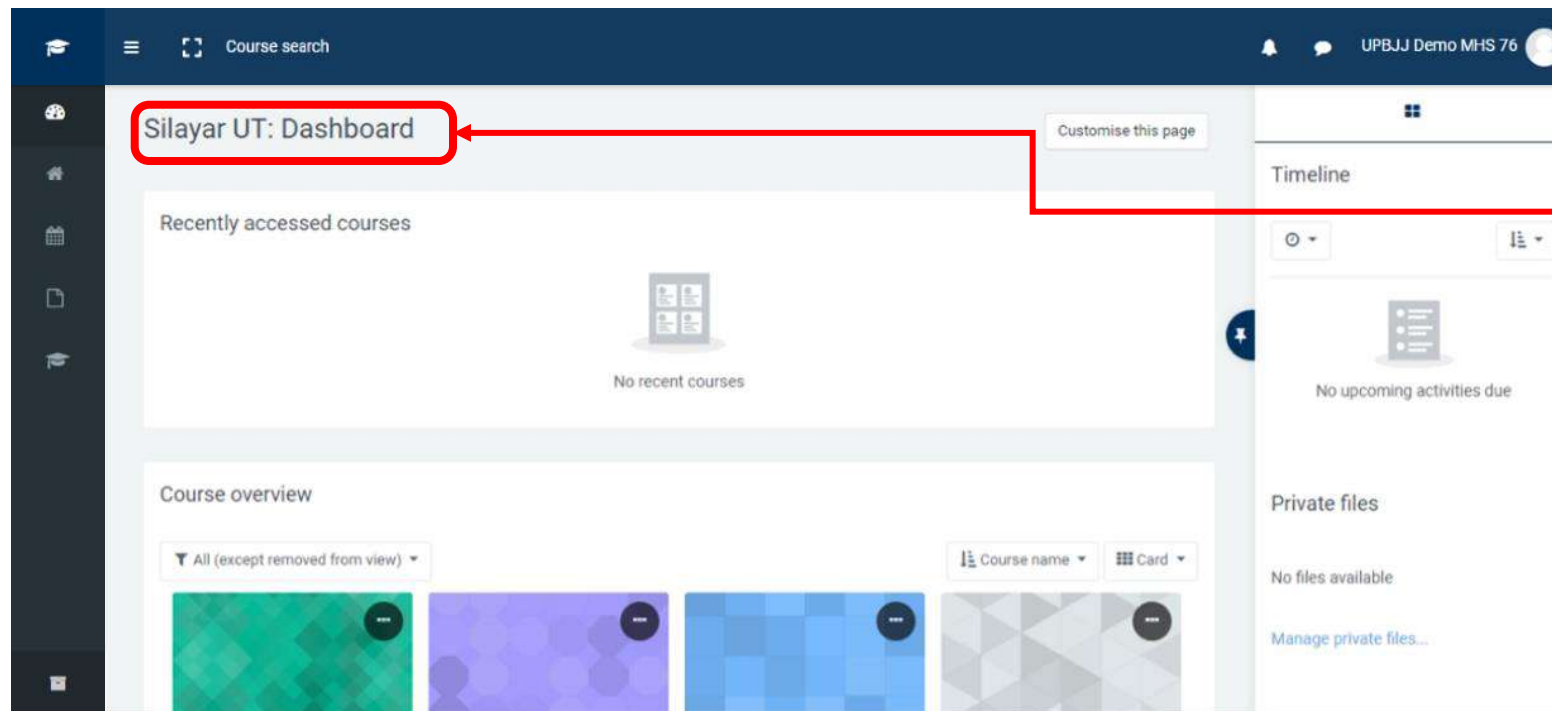 Course search
UPBJJ Demo MHS 76
Silayar UT: Dashboard
Customise this page
Recently accessed courses
No recent courses
Course overview
All (except removed from view)
Course name
Card
Timeline
No upcoming activities due
Private files
No files available
Manage private files...